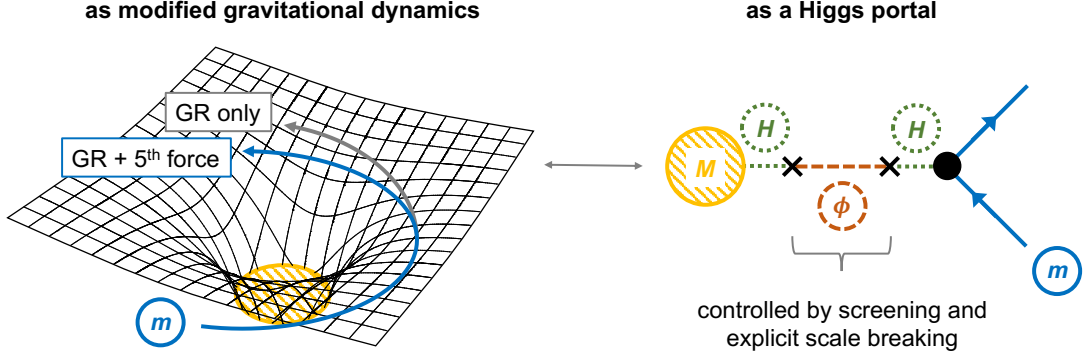 as modified gravitational dynamics
as a Higgs portal
GR only
GR + 5th force
m
M
H
ϕ
H
m
controlled by screening and
explicit scale breaking